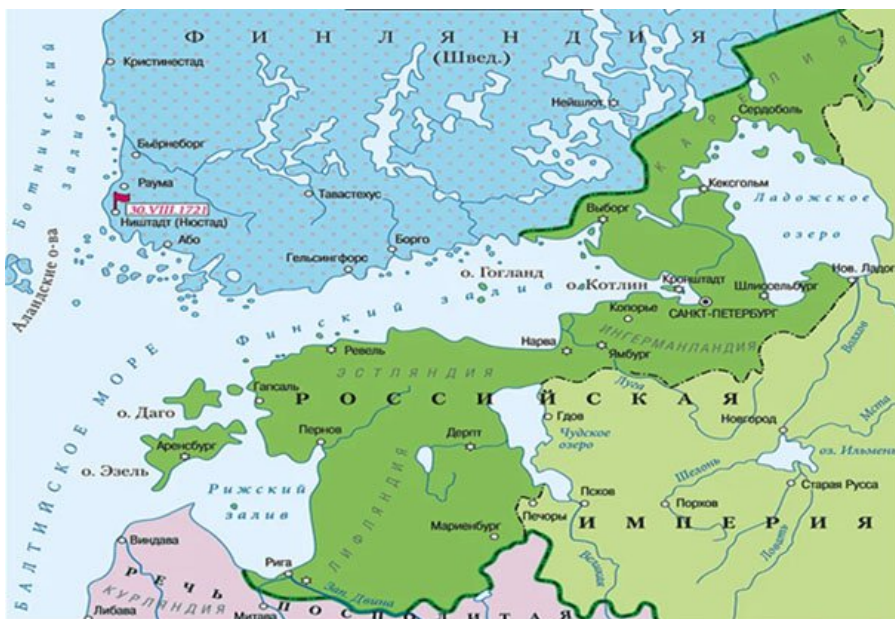 ФИНЛЯНДИЯ
(Швед.)
Кристинестад
Ботнический залив
Нейшлот
КАРЕЛИЯ
Сердоболь
Бьёрнеборг
Раума
30.VIII.1721
Ништадт (Нюстад)
Або
Тавастехус
Гельсингфорс
Борго
Выборг
Кексгольм
Ладожское
озеро
Аландские о-ва
о. Гогланд
о. Котлин
Кронштадт
Шлиссельбург
Нов. Ладога
САНКТ-ПЕТЕРБУРГ
Копорье
Финский залив
Ревель
Нарва
Ямбург
ИНГЕРМАНЛАНДИЯ
Волхов
ЭСТЛЯНДИЯ
Луга
Гапсаль
РОССИЙСКАЯ
о. Даго
Гдов
Новгород
Мста
Пернов
Дерпт
Чудское
озеро
Аренсбург
оз. Ильмень
о. Эзель
Шелонь
Рижский
залив
ЛИФЛЯНДИЯ
Старая Русса
Псков
Порхов
Печоры
ИМПЕРИЯ
Мариенбург
Виндава
Ловать
Великая
БАЛТИЙСКОЕ МОРЕ
Рига
РЕЧЬ
КУРЛЯНДИЯ
Зап. Двина
ПОСПОЛИТАЯ
Митава
Либава